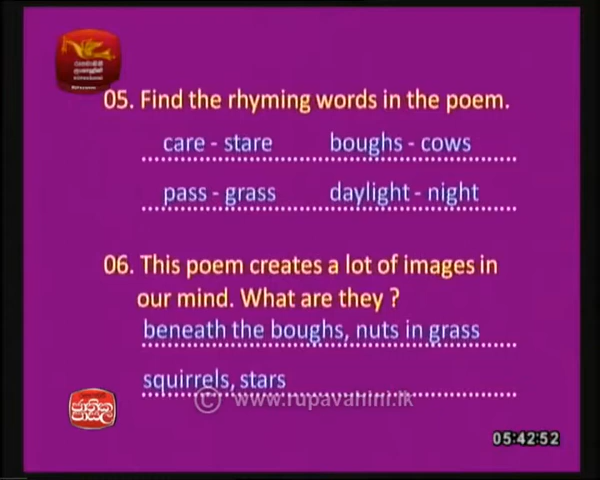 05. Find the rhyming words in the poem.
care - stare boughs - cows
pass - grass daylight - night
06. This poem creates a lot of images in
our mind. What are they ?
beneath the boughs, nuts in grass
squirrels, stars
© www.rupavahini.lk
ජාතික
පාසල
05:42:52